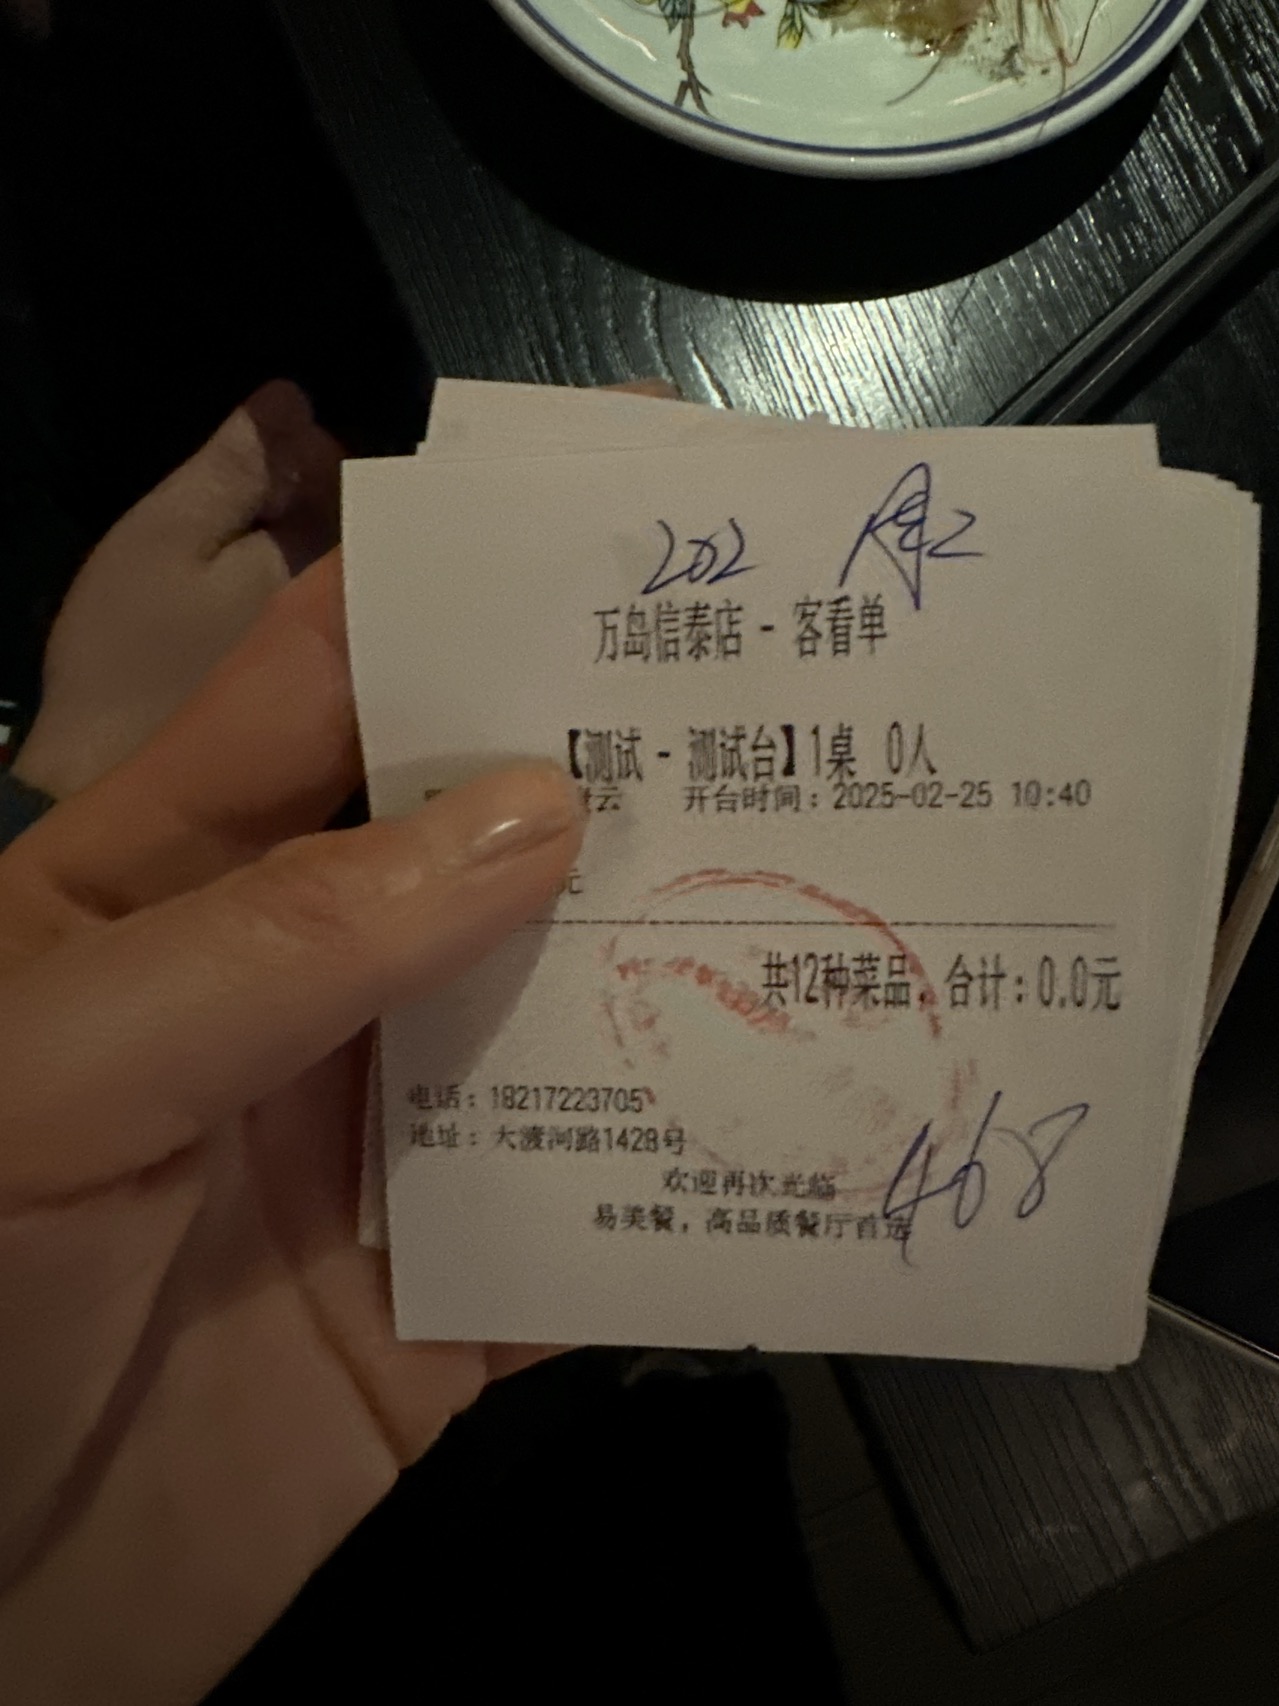 202
万岛信泰店 - 客看单
【测试 - 测试台】1桌 0人
云 开台时间：2025-02-25 10:40
元
共12种菜品，合计：0.0元
电话：18217223705
地址：大渡河路1428号
468
欢迎再次光临
易美餐，高品质餐厅首选